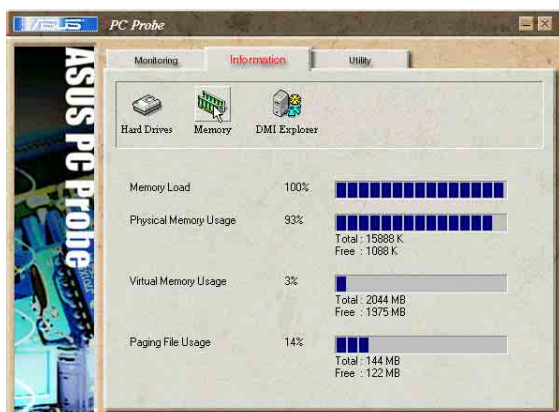 ASUS
PC Probe
ASUS PC Probe
Monitoring
Information
Utility
Hard Drives
Memory
DMI Explorer
Memory Load
100%
Physical Memory Usage
93%
Total : 15888 K
Free : 1088 K
Virtual Memory Usage
3%
Total : 2044 MB
Free : 1975 MB
Paging File Usage
14%
Total : 144 MB
Free : 122 MB